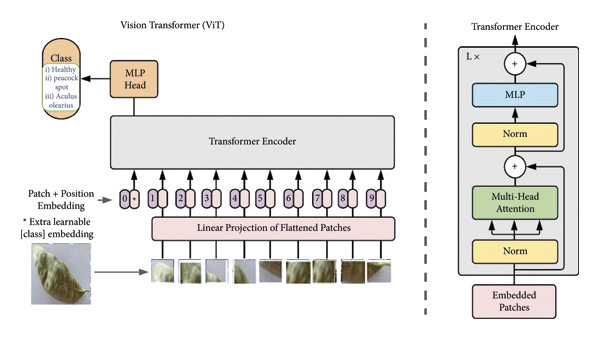 Vision Transformer (ViT)
Class
i) Healthy
ii) peacock
spot
iii) Aculus
olearius
MLP
Head
Transformer Encoder
Patch + Position
Embedding
0 * 1 2 3 4 5 6 7 8 9
* Extra learnable
[class] embedding
Linear Projection of Flattened Patches
Transformer Encoder
L ×
+
MLP
Norm
+
Multi-Head
Attention
Norm
Embedded
Patches